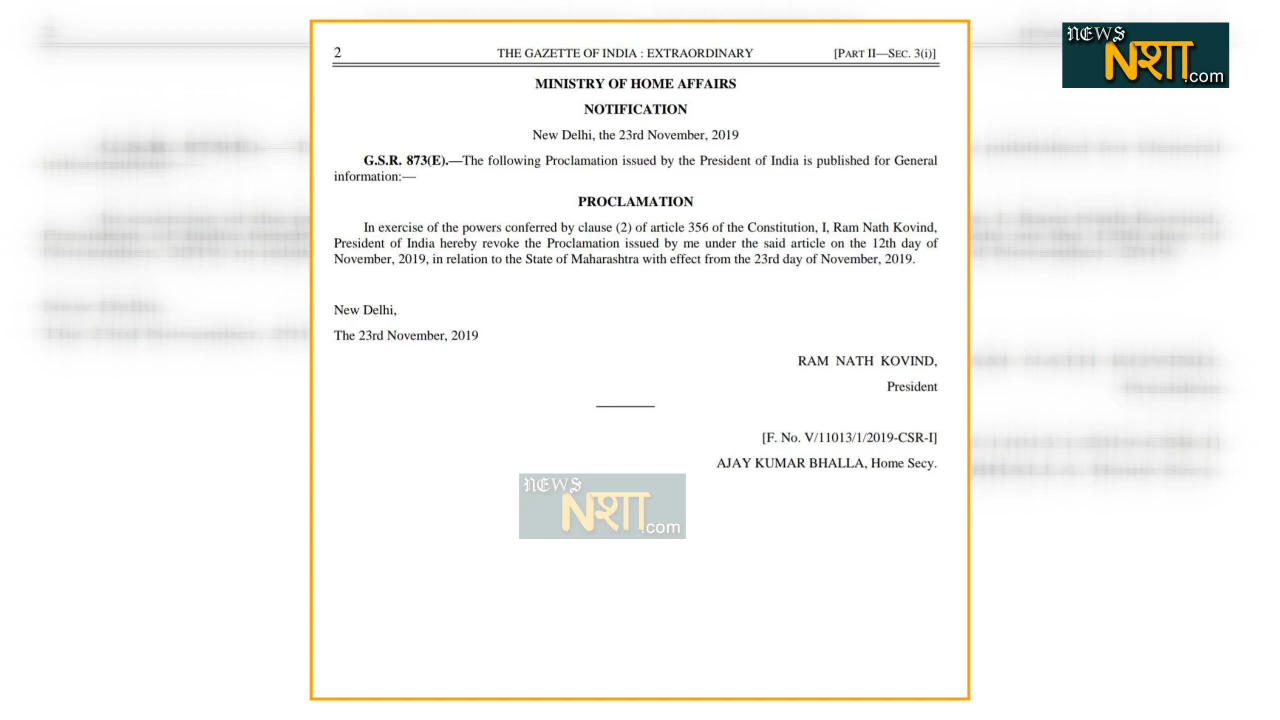 2 THE GAZETTE OF INDIA : EXTRAORDINARY [PART II—SEC. 3(i)]
NEWS
Nशा.com
MINISTRY OF HOME AFFAIRS
NOTIFICATION
New Delhi, the 23rd November, 2019
G.S.R. 873(E).—The following Proclamation issued by the President of India is published for General
information:—
PROCLAMATION
In exercise of the powers conferred by clause (2) of article 356 of the Constitution, I, Ram Nath Kovind,
President of India hereby revoke the Proclamation issued by me under the said article on the 12th day of
November, 2019, in relation to the State of Maharashtra with effect from the 23rd day of November, 2019.
New Delhi,
The 23rd November, 2019
RAM NATH KOVIND,
President
[F. No. V/11013/1/2019-CSR-I]
AJAY KUMAR BHALLA, Home Secy.
NEWS
Nशा.com